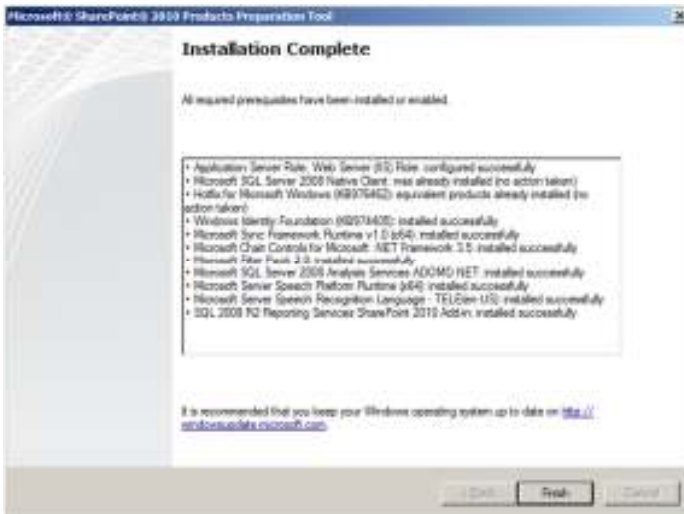 Microsoft® SharePoint® 2010 Products Preparation Tool
Installation Complete
All required prerequisites have been installed or enabled.
• Application Server Role, Web Server (IIS) Role: configured successfully
• Microsoft SQL Server 2008 Native Client: was already installed (no action taken)
• Hotfix for Microsoft Windows (KB976462): equivalent products already installed (no
action taken)
• Windows Identity Foundation (KB974405): installed successfully
• Microsoft Sync Framework Runtime v1.0 (x64): installed successfully
• Microsoft Chart Controls for Microsoft .NET Framework 3.5: installed successfully
• Microsoft Filter Pack 2.0: installed successfully
• Microsoft SQL Server 2008 Analysis Services ADOMD.NET: installed successfully
• Microsoft Server Speech Platform Runtime (x64): installed successfully
• Microsoft Server Speech Recognition Language - TELE(en-US): installed successfully
• SQL 2008 R2 Reporting Services SharePoint 2010 Add-in: installed successfully
It is recommended that you keep your Windows operating system up to date on http://
windowsupdate.microsoft.com.
< Back Finish Cancel